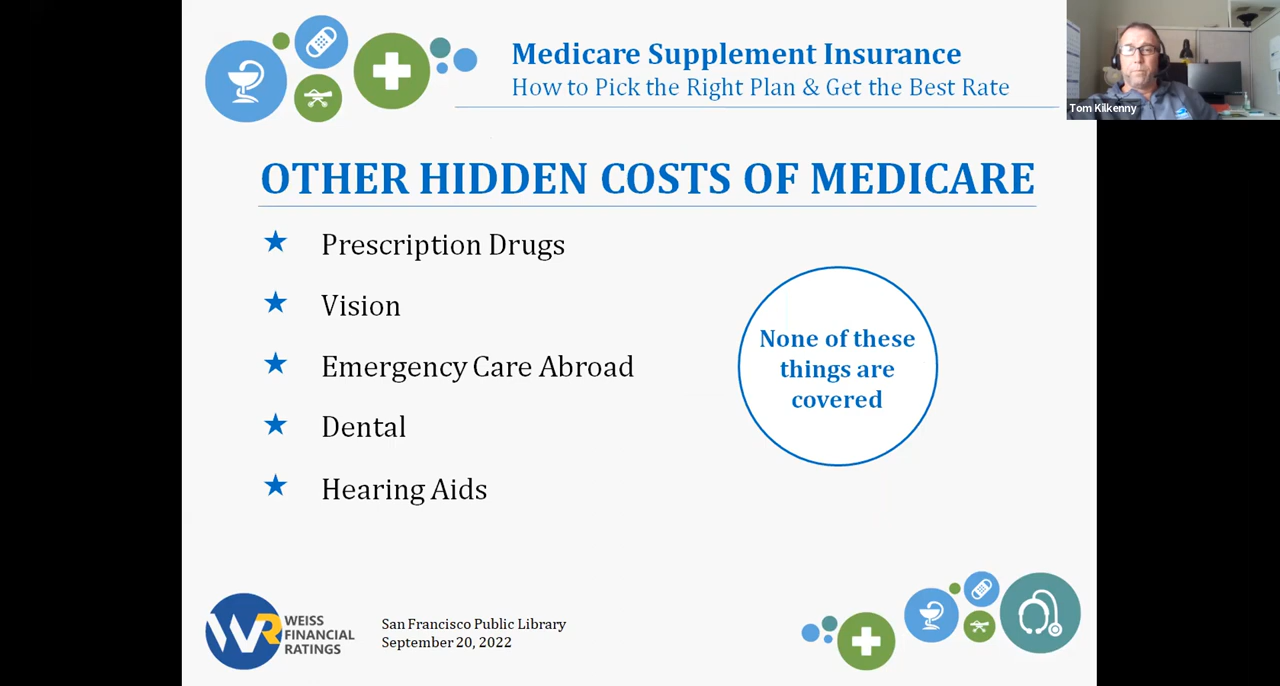 Medicare Supplement Insurance
How to Pick the Right Plan & Get the Best Rate
Tom Kilkenny
OTHER HIDDEN COSTS OF MEDICARE
★ Prescription Drugs
★ Vision
★ Emergency Care Abroad
★ Dental
★ Hearing Aids
None of these
things are
covered
WR
WEISS
FINANCIAL
RATINGS
San Francisco Public Library
September 20, 2022